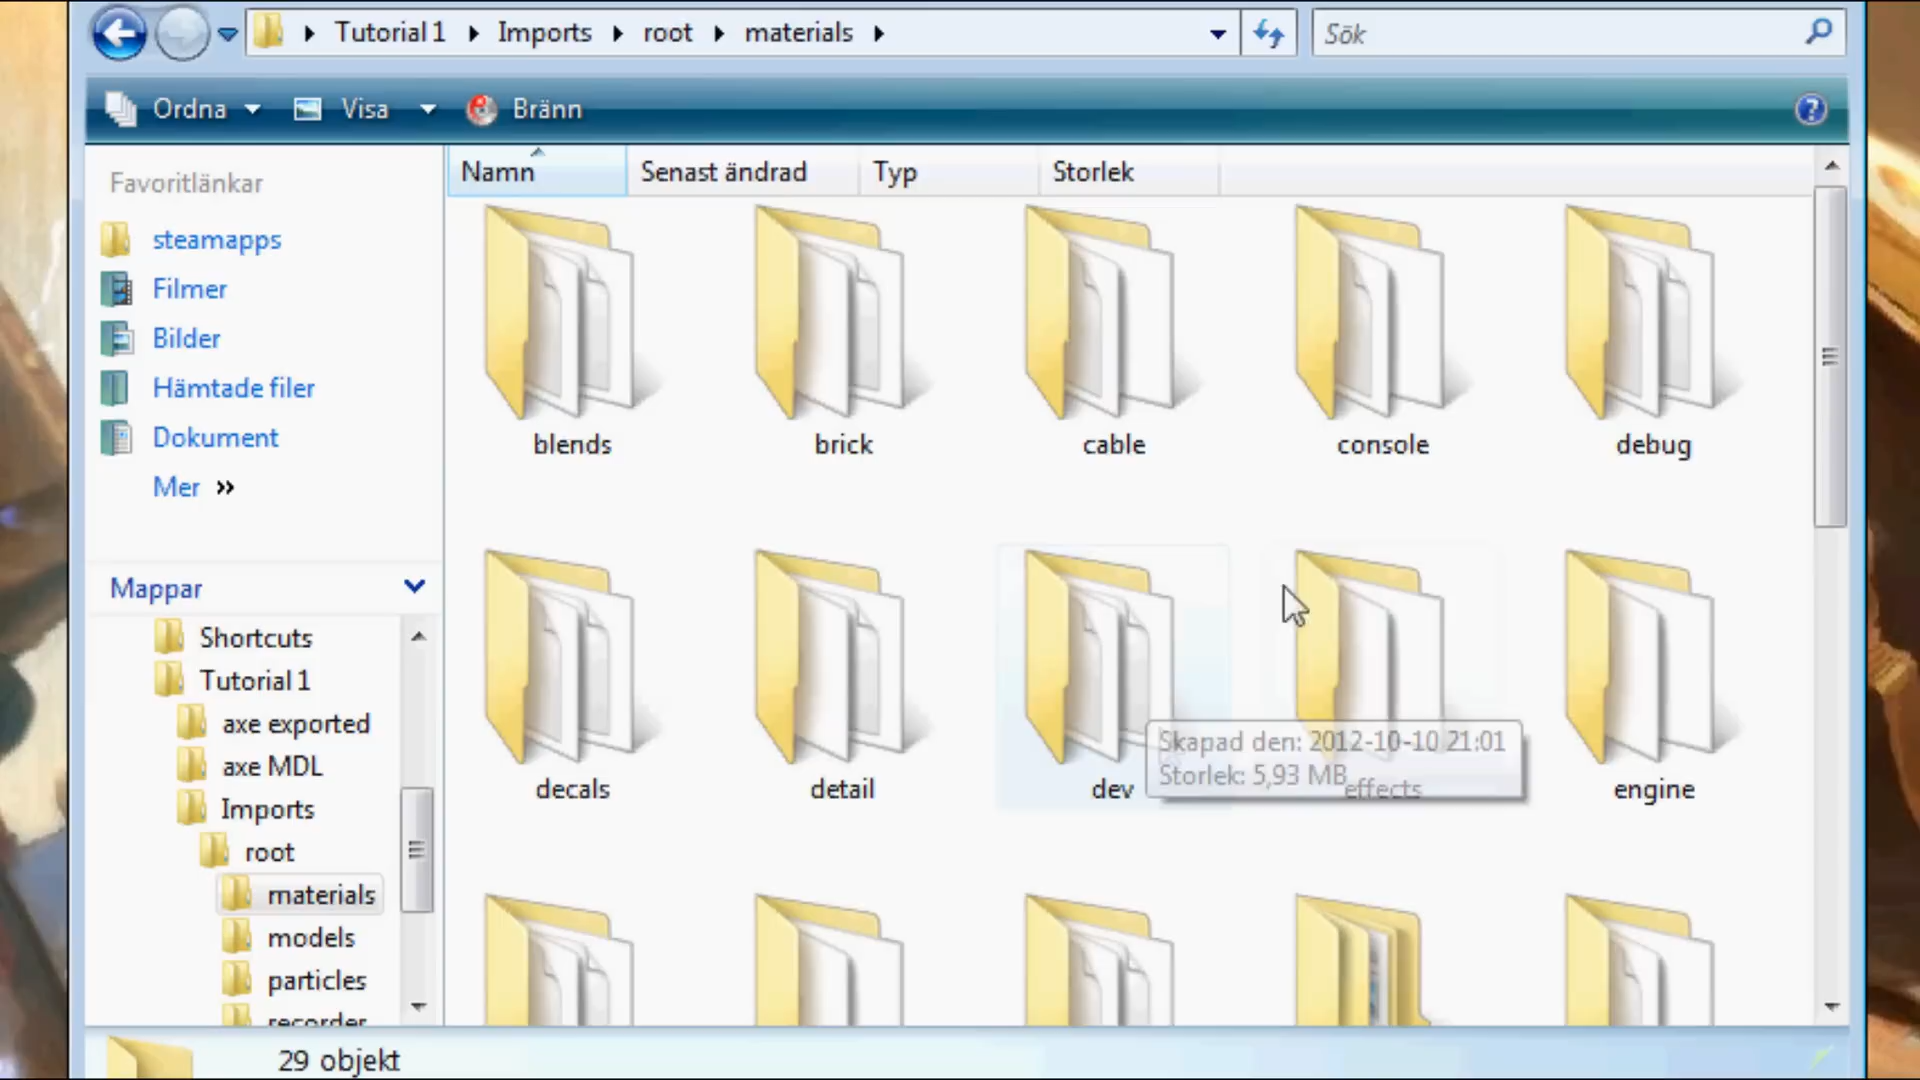 Tutorial 1 Imports root materials
Sök
Ordna Visa Bränn
Favoritlänkar
steamapps
Filmer
Bilder
Hämtade filer
Dokument
Mer »
Mappar
Shortcuts
Tutorial 1
axe exported
axe MDL
Imports
root
materials
models
particles
recorder
Namn Senast ändrad Typ Storlek
blends brick cable console debug
Skapad den: 2012-10-10 21:01
Storlek: 5,93 MB
decals detail dev effects engine
29 objekt